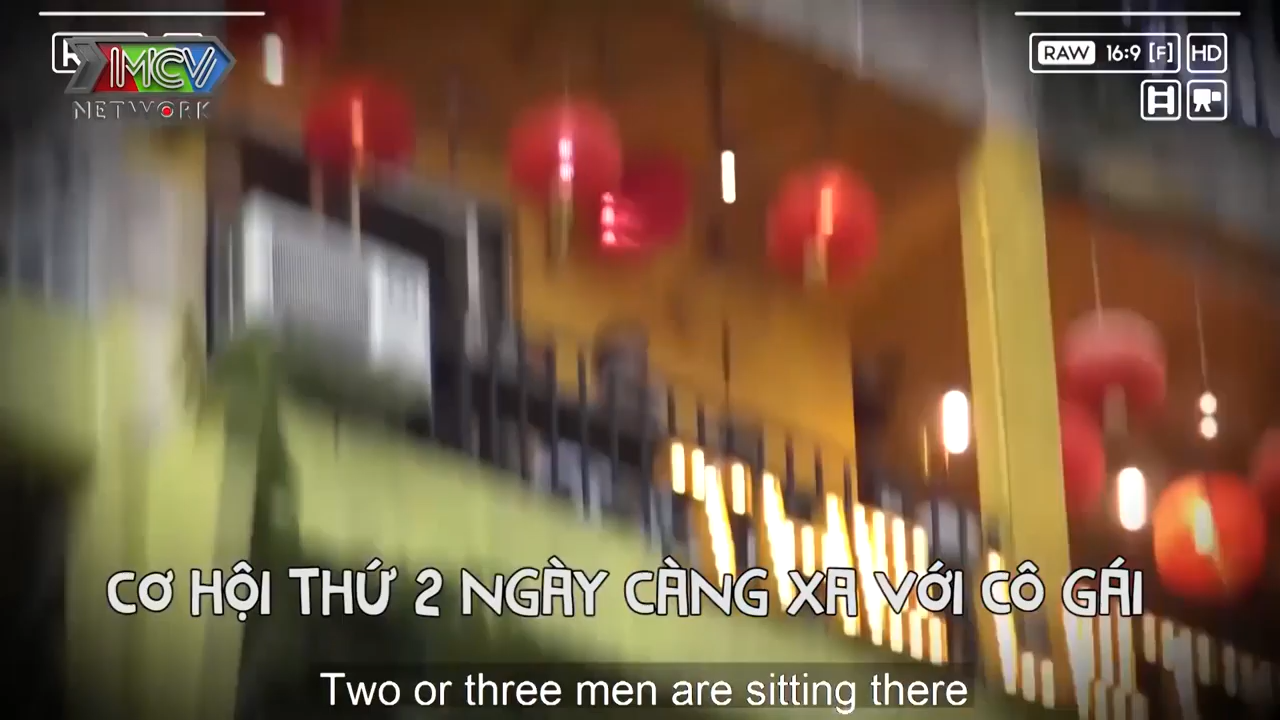 MCV
NETWORK
RAW 16:9 [F] HD
CƠ HỘI THỨ 2 NGÀY CÀNG XA VỚI CÔ GÁI
Two or three men are sitting there